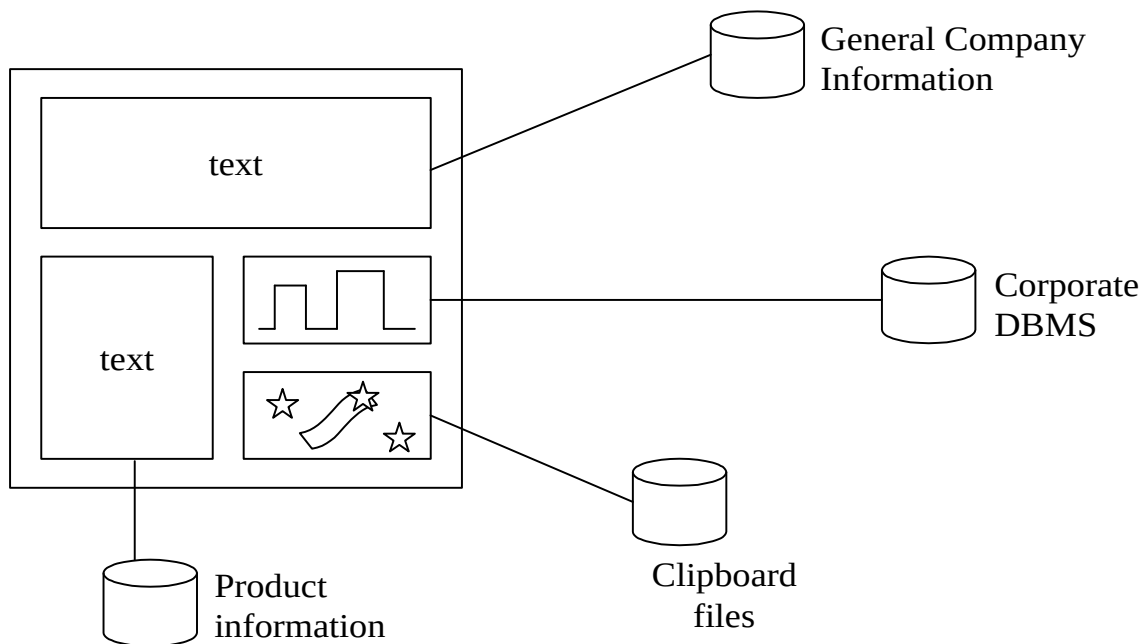 General Company
Information
text
text
Corporate
DBMS
Clipboard
files
Product
information